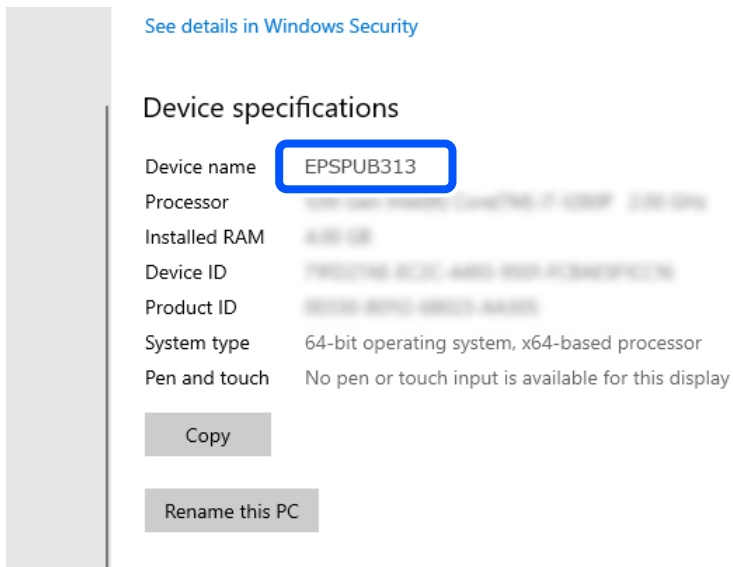 See details in Windows Security
Device specifications
Device name EPSPUB313
Processor
Installed RAM
Device ID
Product ID
System type 64-bit operating system, x64-based processor
Pen and touch No pen or touch input is available for this display
Copy
Rename this PC